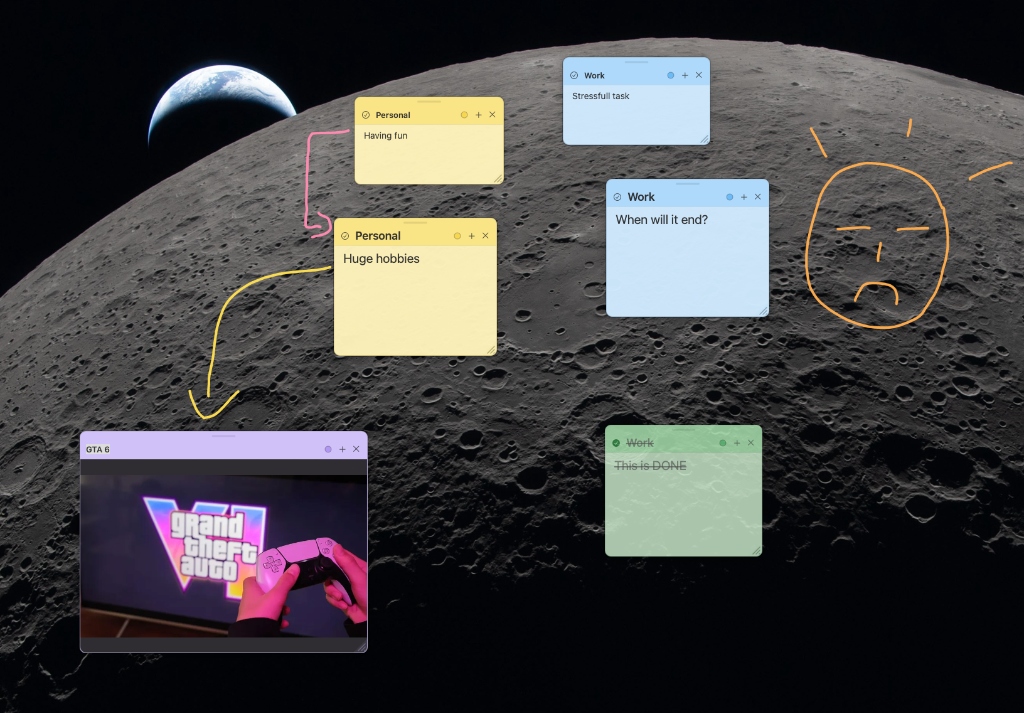 Personal
Having fun
Work
Stressfull task
Personal
Huge hobbies
Work
When will it end?
GTA 6
grand
theft
auto
VI
Work
This is DONE